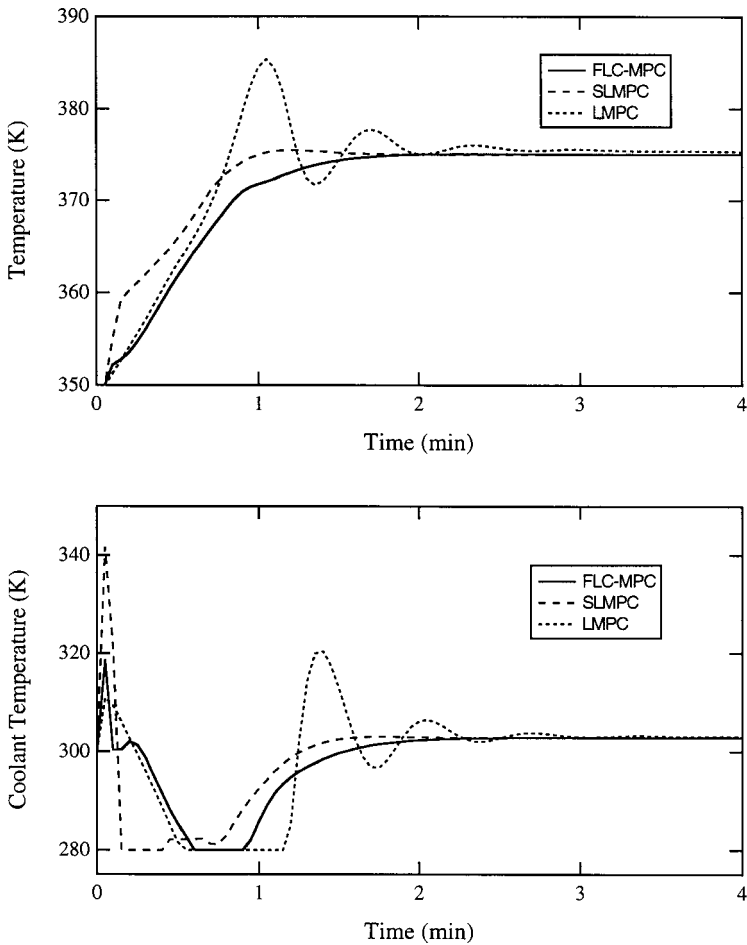 390
380
370
360
350
Temperature (K)
FLC-MPC
SLMPC
LMPC
0
1
2
3
4
Time (min)
340
320
300
280
Coolant Temperature (K)
FLC-MPC
SLMPC
LMPC
0
1
2
3
4
Time (min)